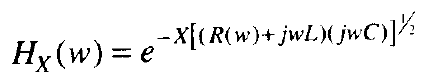 H_X(w) = e^{-X[(R(w)+jwL)(jwC)]^{1/2}}